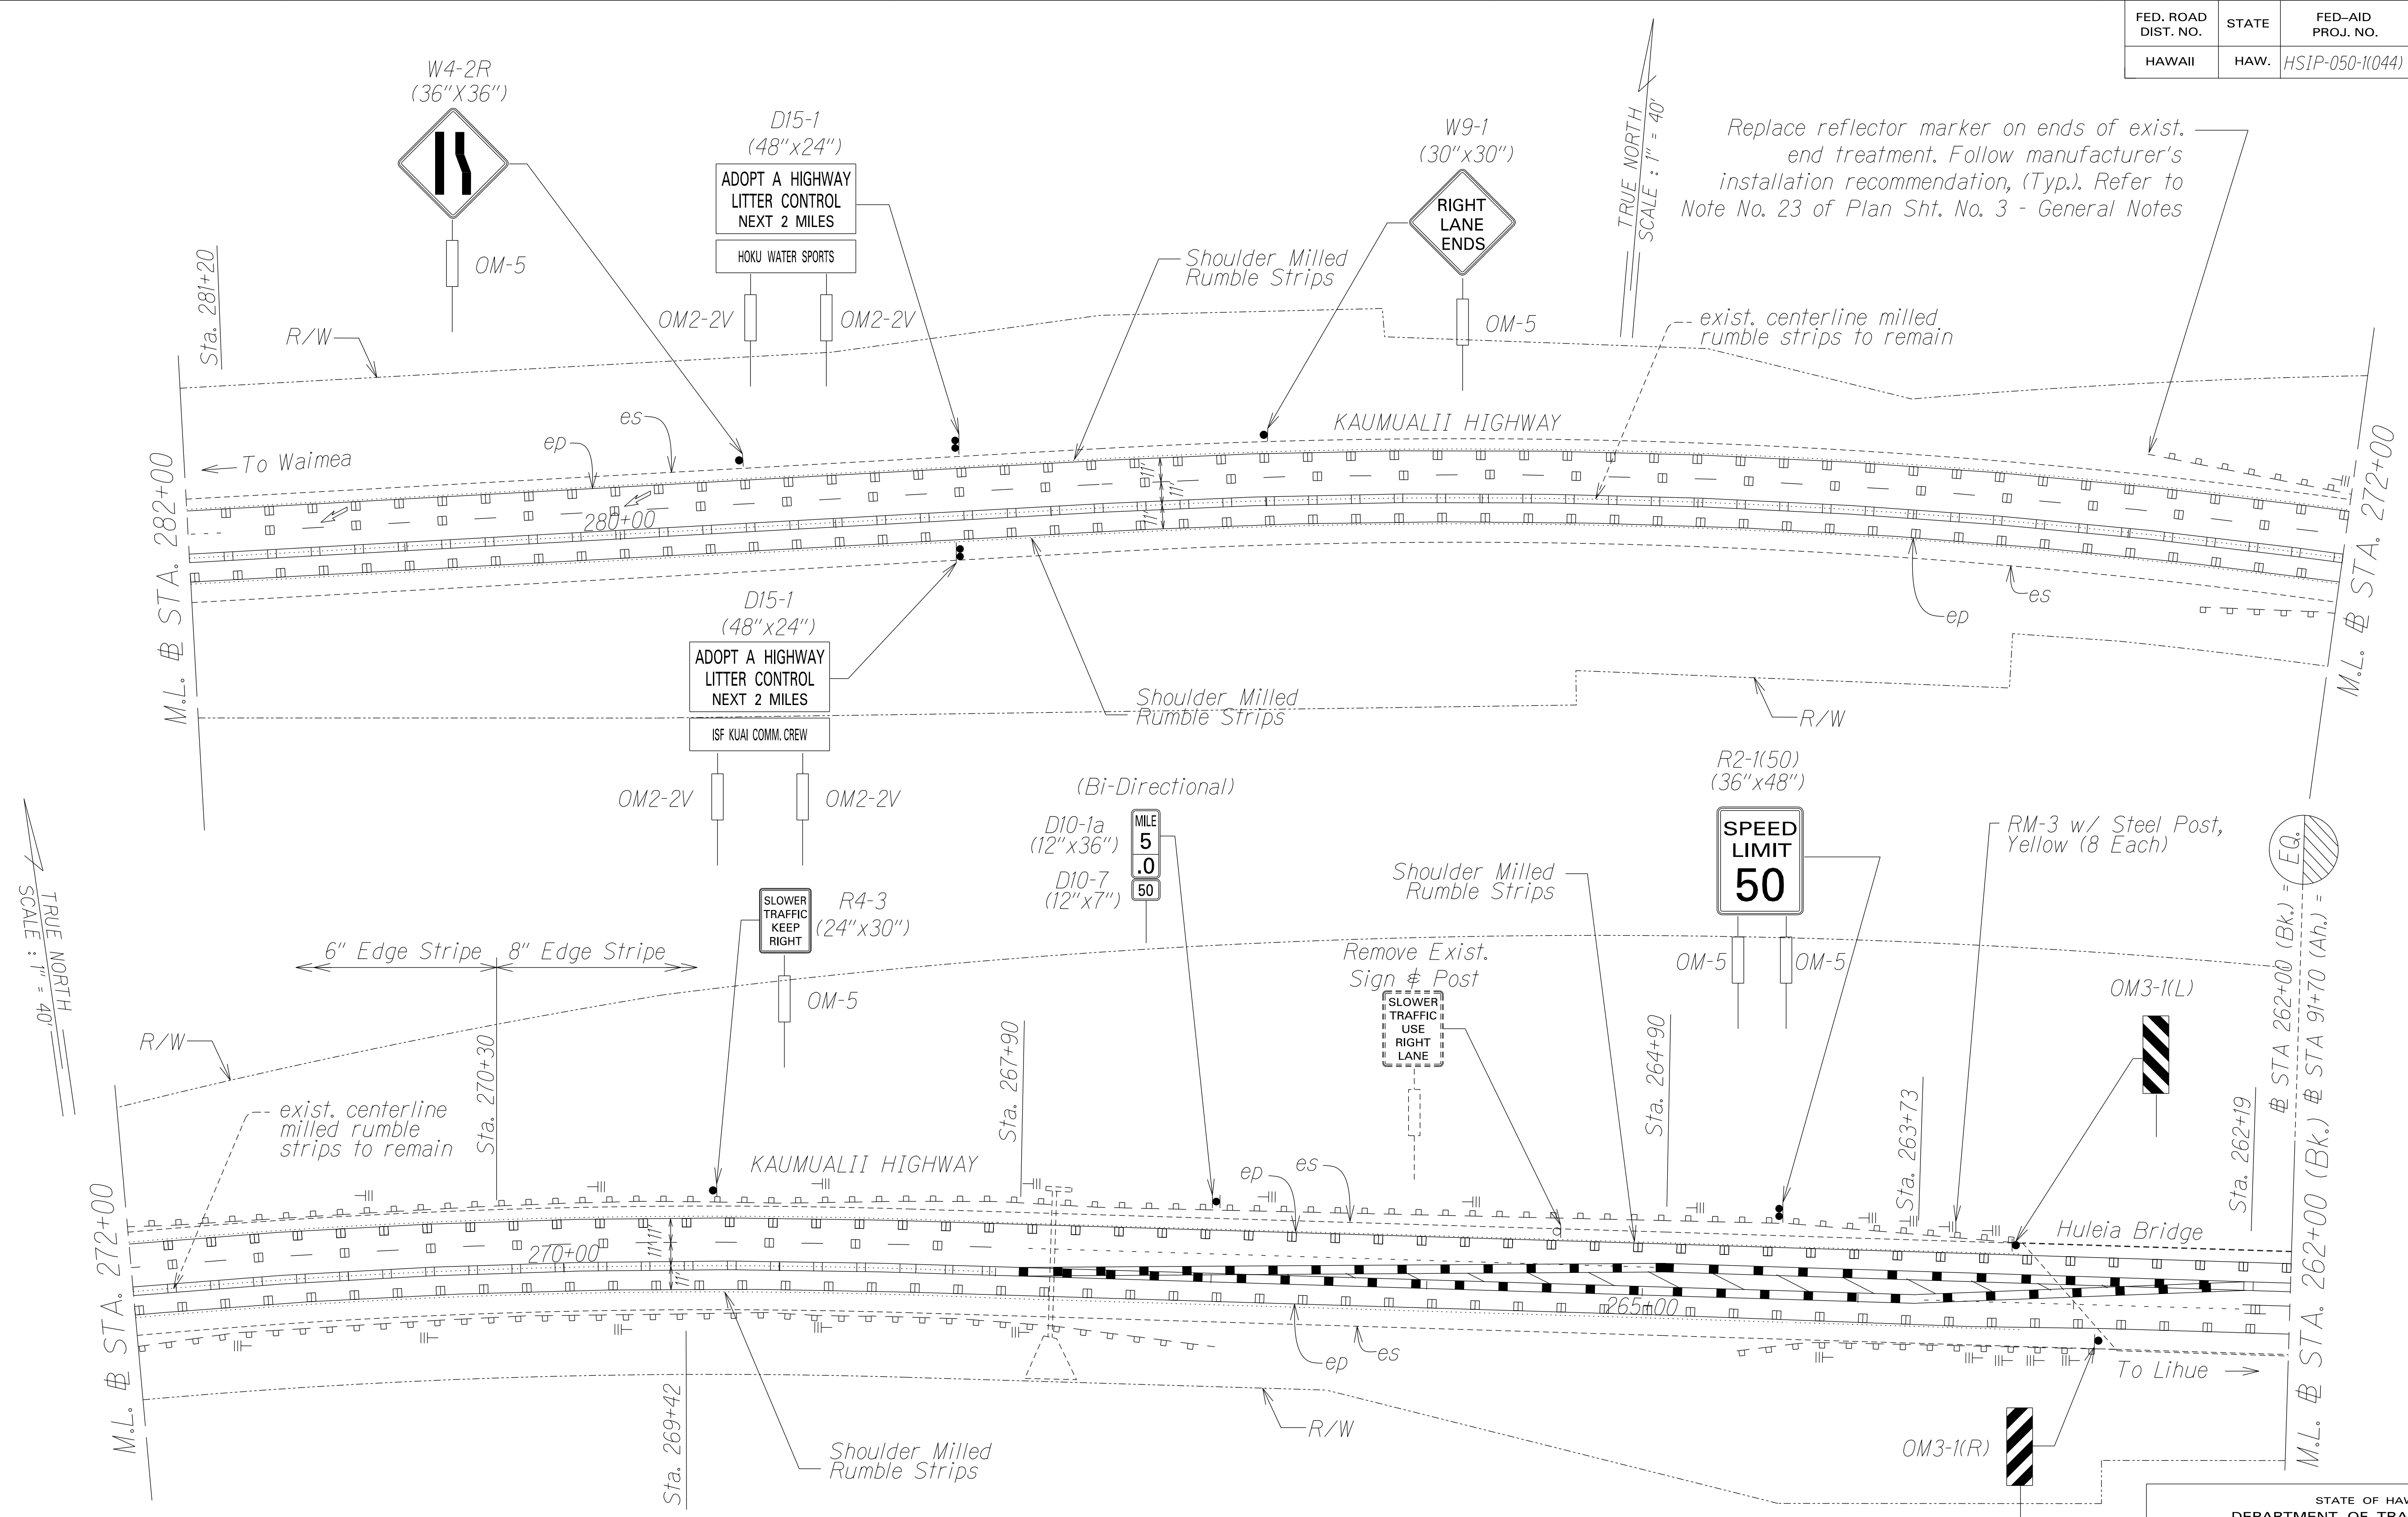 FED. ROAD
DIST. NO.
STATE
FED-AID
PROJ. NO.
HAWAII
HAW.
HSIP-050-1(044)
W4-2R
(36"X36")
OM-5
D15-1
(48"x24")
ADOPT A HIGHWAY
LITTER CONTROL
NEXT 2 MILES
HOKU WATER SPORTS
OM2-2V
OM2-2V
Shoulder Milled
Rumble Strips
W9-1
(30"x30")
RIGHT
LANE
ENDS
OM-5
TRUE NORTH
SCALE : 1" = 40'
Replace reflector marker on ends of exist.
end treatment. Follow manufacturer's
installation recommendation, (Typ.). Refer to
Note No. 23 of Plan Sht. No. 3 - General Notes
exist. centerline milled
rumble strips to remain
Sta. 281+20
R/W
es
ep
To Waimea
KAUMUALII HIGHWAY
280+00
11'
11'
11'
M.L. B STA. 282+00
M.L. B STA. 272+00
ep
es
D15-1
(48"x24")
ADOPT A HIGHWAY
LITTER CONTROL
NEXT 2 MILES
ISF KUAI COMM. CREW
OM2-2V
OM2-2V
Shoulder Milled
Rumble Strips
R/W
TRUE NORTH
SCALE : 1" = 40'
6" Edge Stripe
8" Edge Stripe
SLOWER
TRAFFIC
KEEP
RIGHT
R4-3
(24"x30")
OM-5
(Bi-Directional)
D10-1a
(12"x36")
MILE
5
.0
D10-7
(12"x7")
50
Shoulder Milled
Rumble Strips
Remove Exist.
Sign & Post
SLOWER
TRAFFIC
USE
RIGHT
LANE
R2-1(50)
(36"x48")
SPEED
LIMIT
50
OM-5
OM-5
RM-3 w/ Steel Post,
Yellow (8 Each)
EQ.
B STA 262+00 (Bk.) =
B STA 91+70 (Ah.) =
OM3-1(L)
R/W
exist. centerline
milled rumble
strips to remain
Sta. 270+30
Sta. 267+90
Sta. 264+90
Sta. 263+73
Sta. 262+19
KAUMUALII HIGHWAY
ep
es
Huleia Bridge
270+00
11'
11'
11'
265+00
M.L. B STA. 272+00
M.L. B STA. 262+00 (Bk.)
ep
es
To Lihue
Sta. 269+42
Shoulder Milled
Rumble Strips
R/W
OM3-1(R)
STATE OF HAW
DEPARTMENT OF TRA